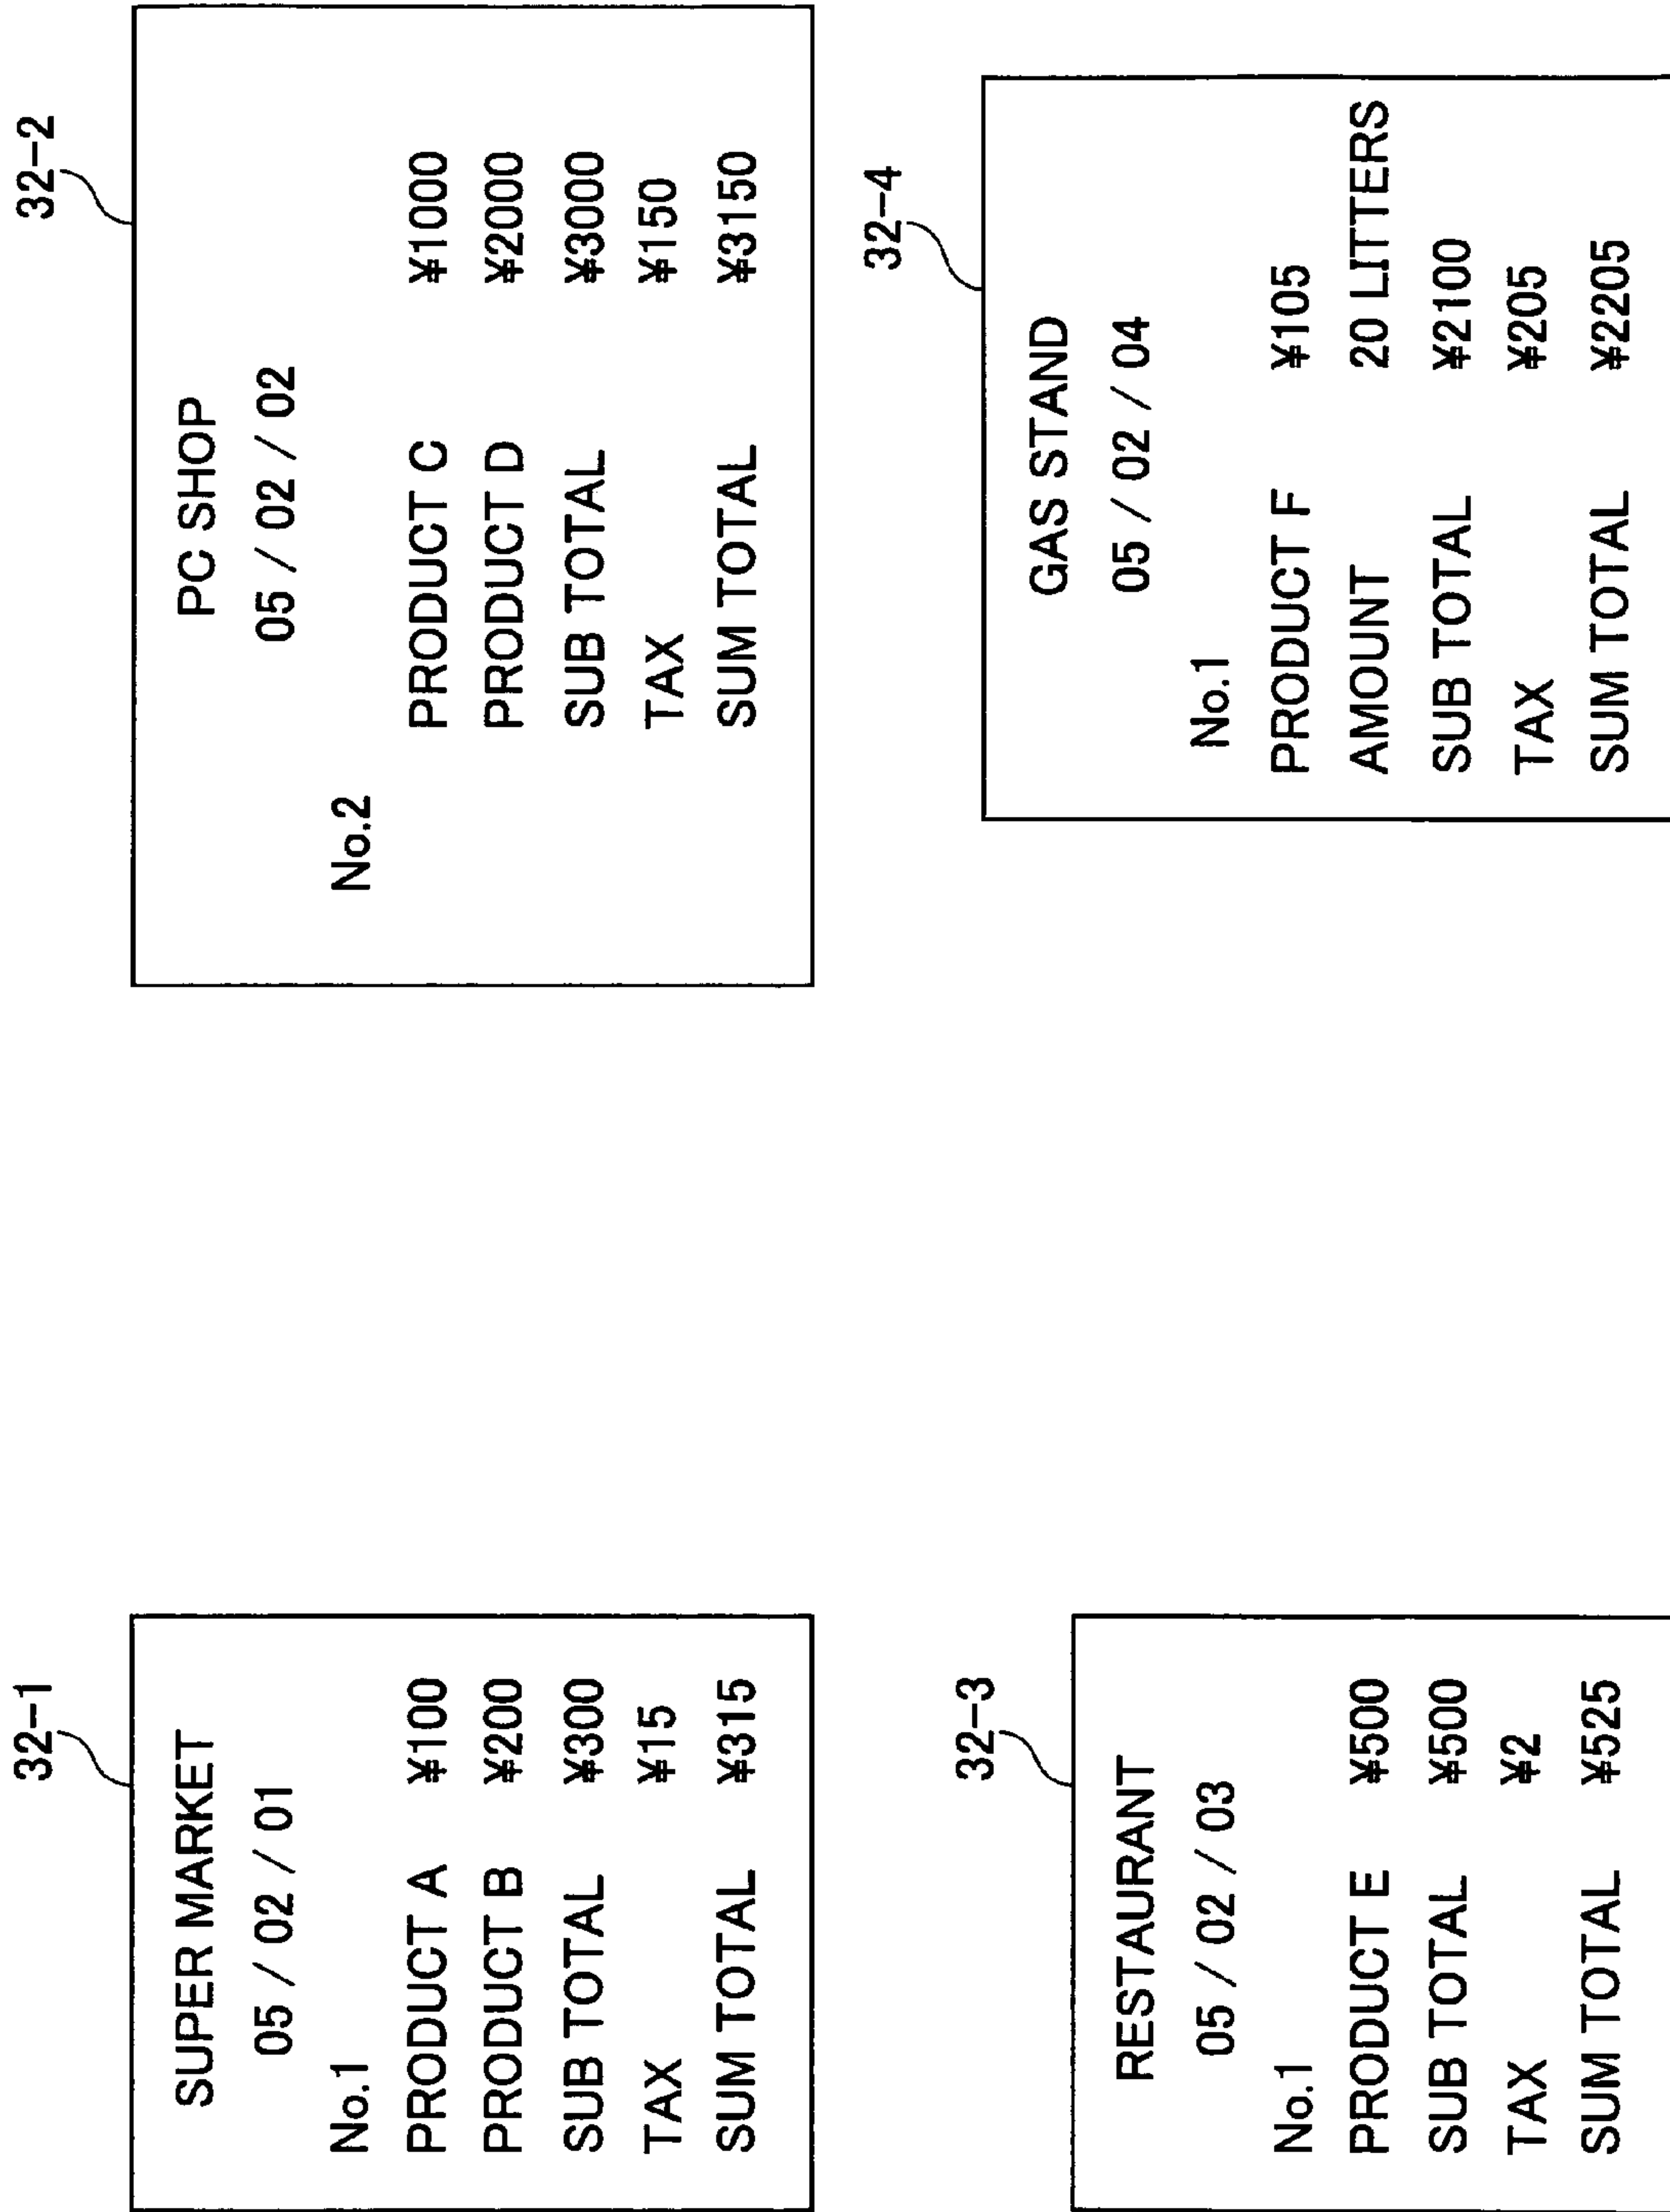 32-1
SUPER MARKET
05 / 02 / 01
No.1
PRODUCT A ¥100
PRODUCT B ¥200
SUB TOTAL ¥300
TAX ¥15
SUM TOTAL ¥315
32-2
PC SHOP
05 / 02 / 02
No.2
PRODUCT C ¥1000
PRODUCT D ¥2000
SUB TOTAL ¥3000
TAX ¥150
SUM TOTAL ¥3150
32-3
RESTAURANT
05 / 02 / 03
No.1
PRODUCT E ¥500
SUB TOTAL ¥500
TAX ¥2
SUM TOTAL ¥525
32-4
GAS STAND
05 / 02 / 04
No.1
PRODUCT F ¥105
AMOUNT 20 LITTERS
SUB TOTAL ¥2100
TAX ¥205
SUM TOTAL ¥2205